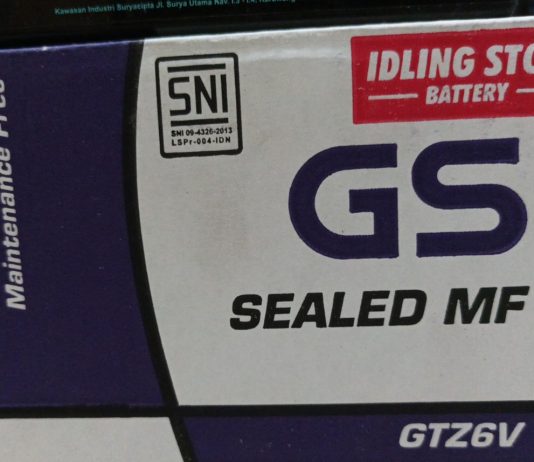 Kawasan Industri Suryacipta Jl. Surya Utama Kav.
Maintenance Free
SNI
SNI 09-4326-2013
LSPr-004-IDN
IDLING STO
BATTERY
GS
SEALED MF
GTZ6V